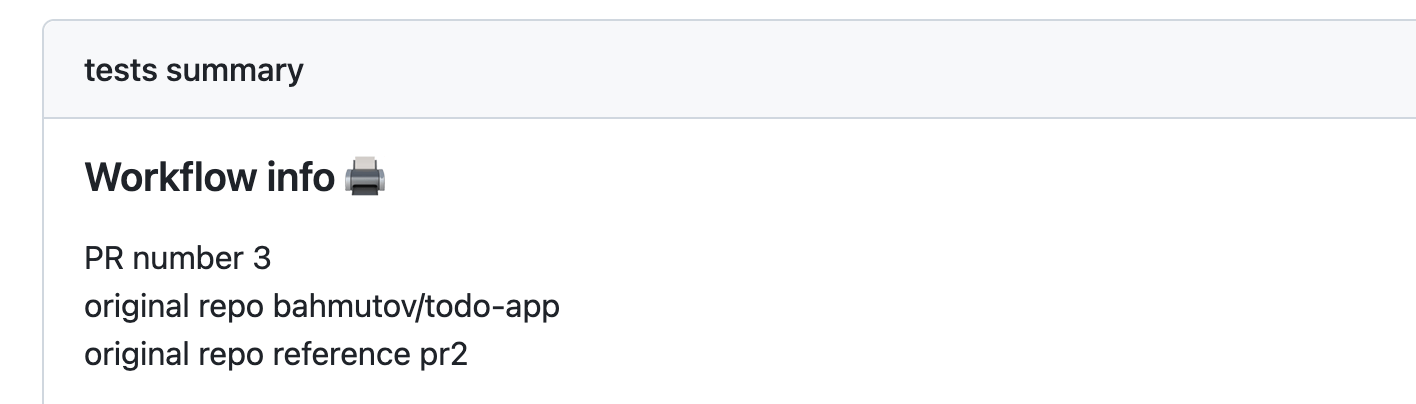 tests summary
Workflow info 🖨️
PR number 3
original repo bahmutov/todo-app
original repo reference pr2